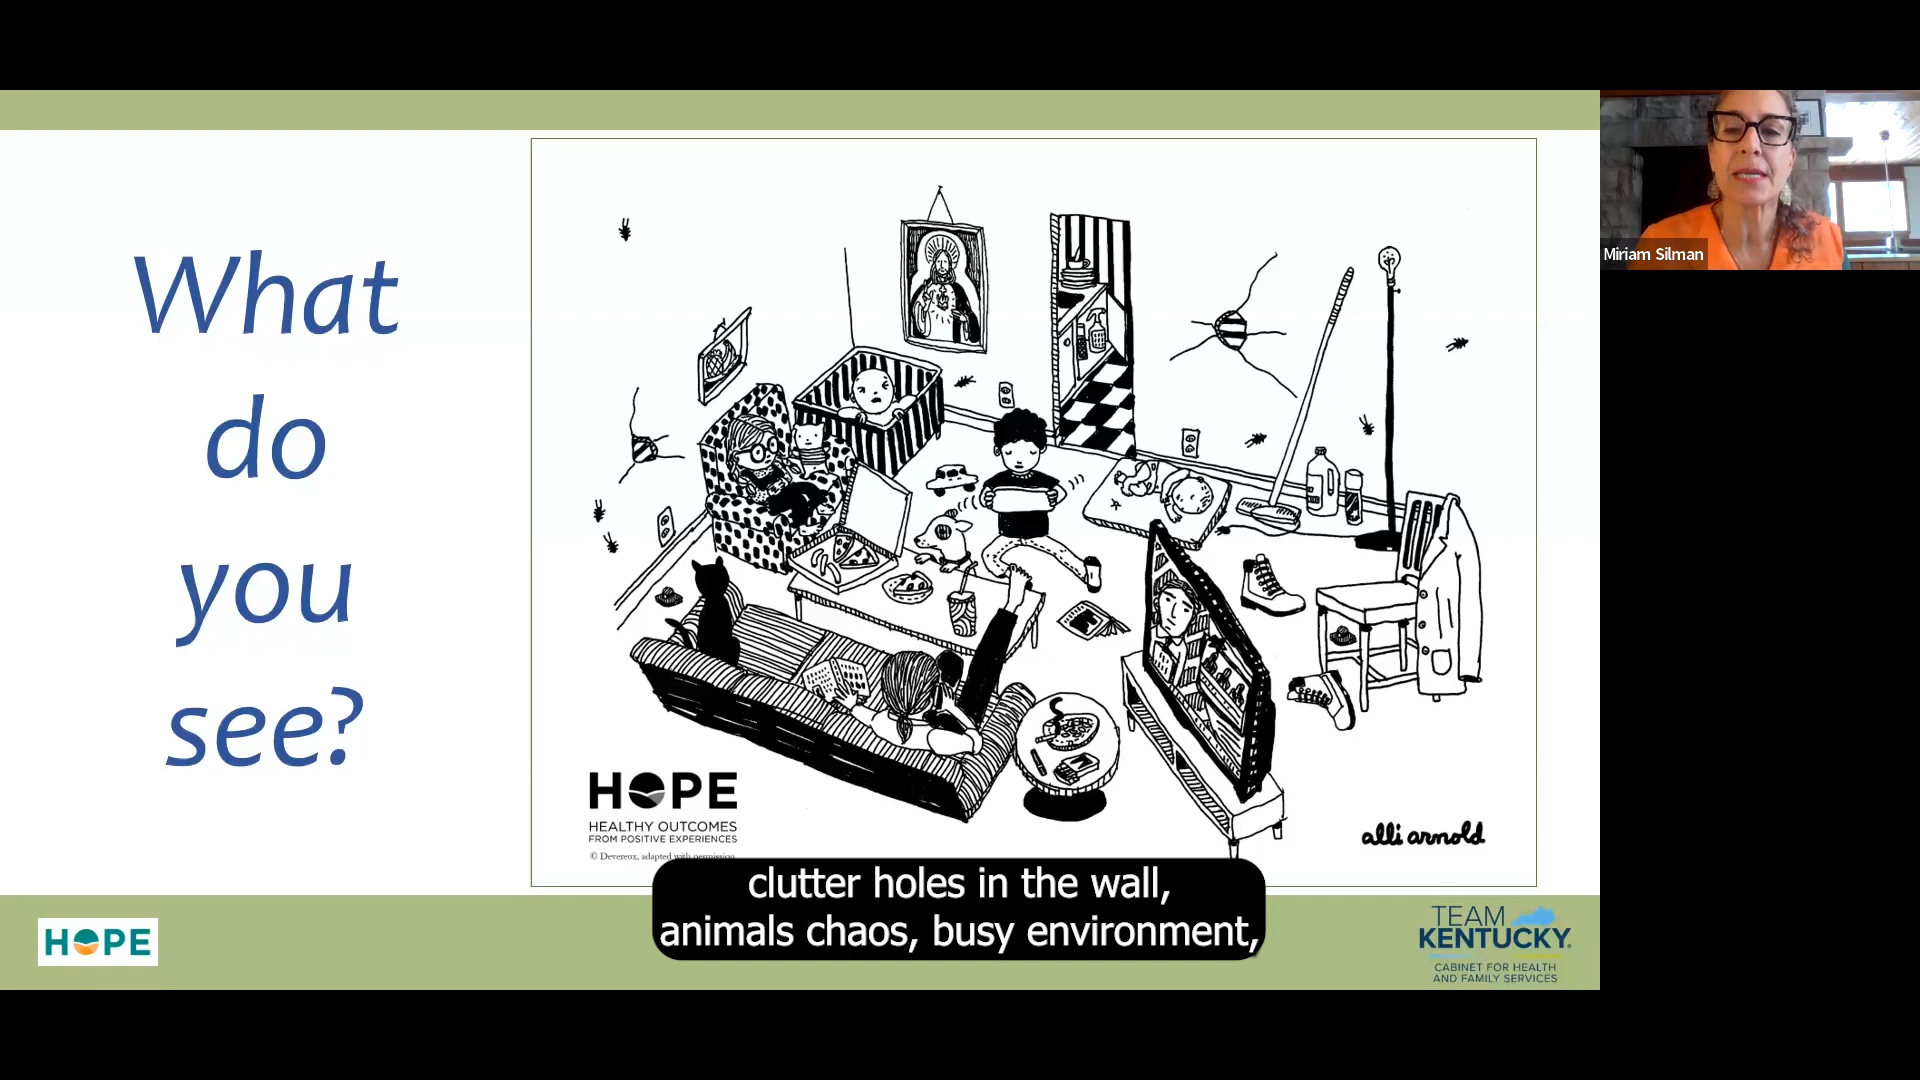 What
do
you
see?
HOPE
HEALTHY OUTCOMES
FROM POSITIVE EXPERIENCES
© Devereux, adapted with permission
alli arnold
clutter holes in the wall,
animals chaos, busy environment,
HOPE
TEAM
KENTUCKY
CABINET FOR HEALTH
AND FAMILY SERVICES
Miriam Silman